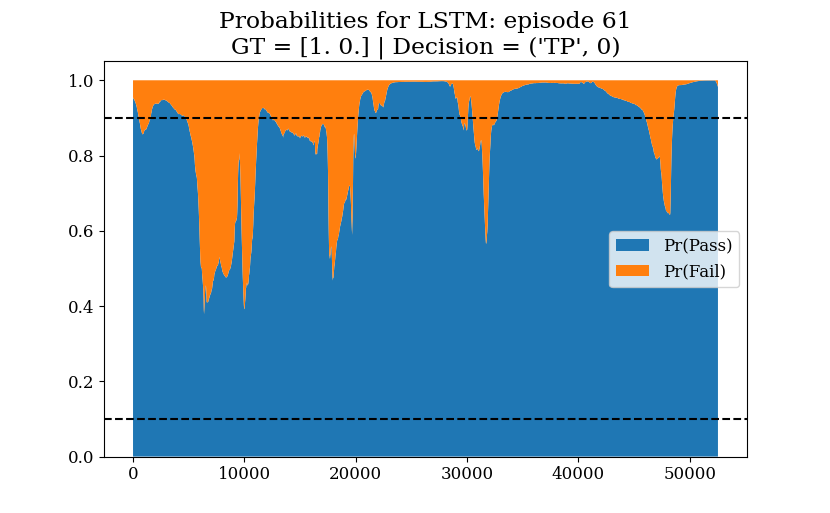 Probabilities for LSTM: episode 61
GT = [1. 0.] | Decision = ('TP', 0)
1.0
0.8
0.6
0.4
0.2
0.0
Pr(Pass)
Pr(Fail)
0 10000 20000 30000 40000 50000